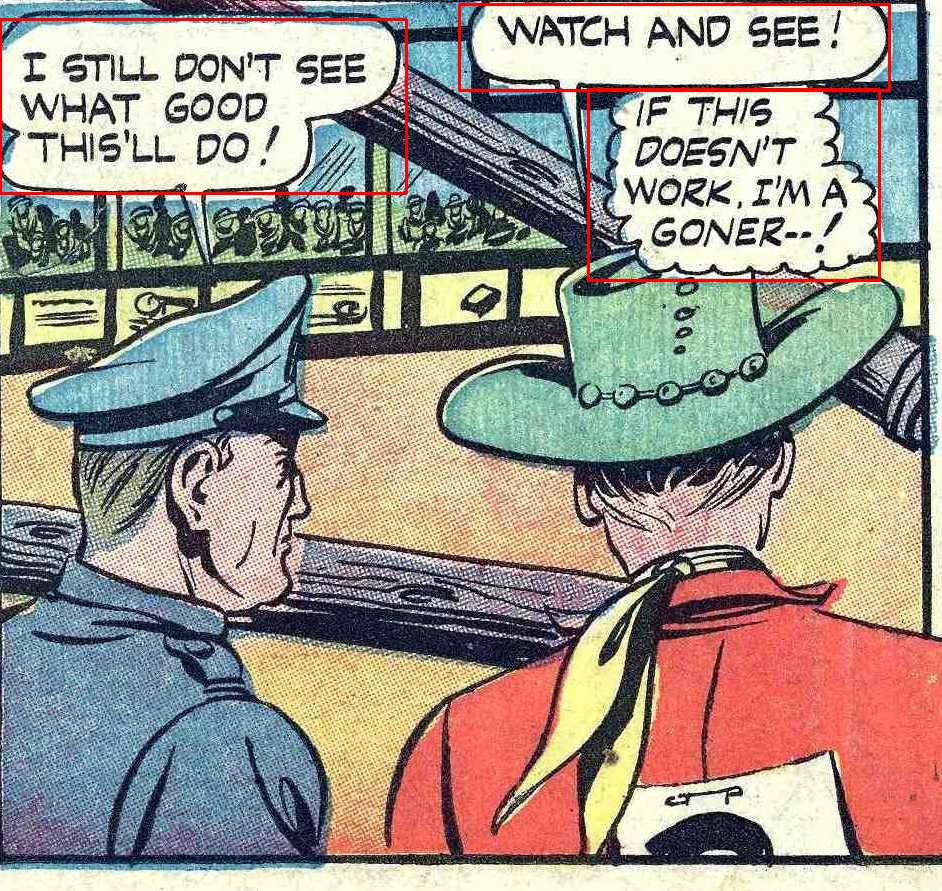 I STILL DON'T SEE
WHAT GOOD
THIS'LL DO!
WATCH AND SEE!
IF THIS
DOESN'T
WORK, I'M A
GONER--!